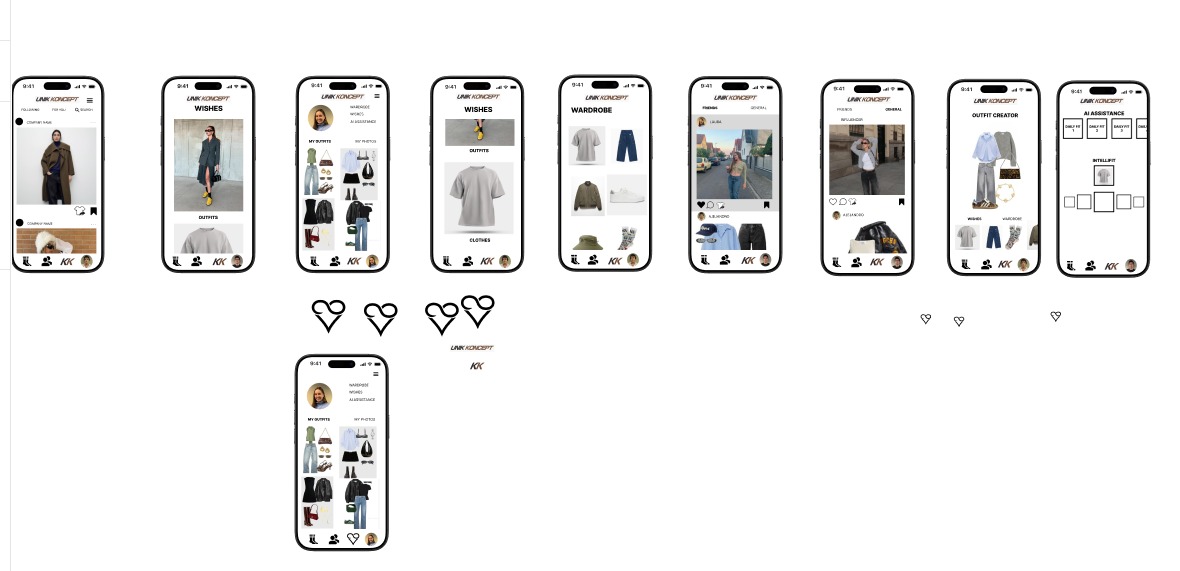 9:41
UNIK KONCEPT
FOLLOWING FOR YOU SEARCH
COMPANY NAME
COMPANY NAME
KK
9:41
UNIK KONCEPT
WISHES
OUTFITS
KK
9:41
UNIK KONCEPT
WARDROBE
WISHES
AI ASSISTANCE
MY OUTFITS MY PHOTOS
KK
9:41
UNIK KONCEPT
WISHES
OUTFITS
CLOTHES
KK
9:41
UNIK KONCEPT
WARDROBE
KK
9:41
UNIK KONCEPT
FRIENDS GENERAL
LAURA
ALEJANDRO
KK
9:41
UNIK KONCEPT
FRIENDS GENERAL
INFLUENCER
ALEJANDRO
KK
9:41
UNIK KONCEPT
OUTFIT CREATOR
WISHES WARDROBE
KK
9:41
UNIK KONCEPT
AI ASSISTANCE
DAILY FIT 1
DAILY FIT 2
DAILY FIT 3
DAILY
INTELLIFIT
KK
UNIK KONCEPT
KK
9:41
WARDROBE
WISHES
AI ASSISTANCE
MY OUTFITS MY PHOTOS